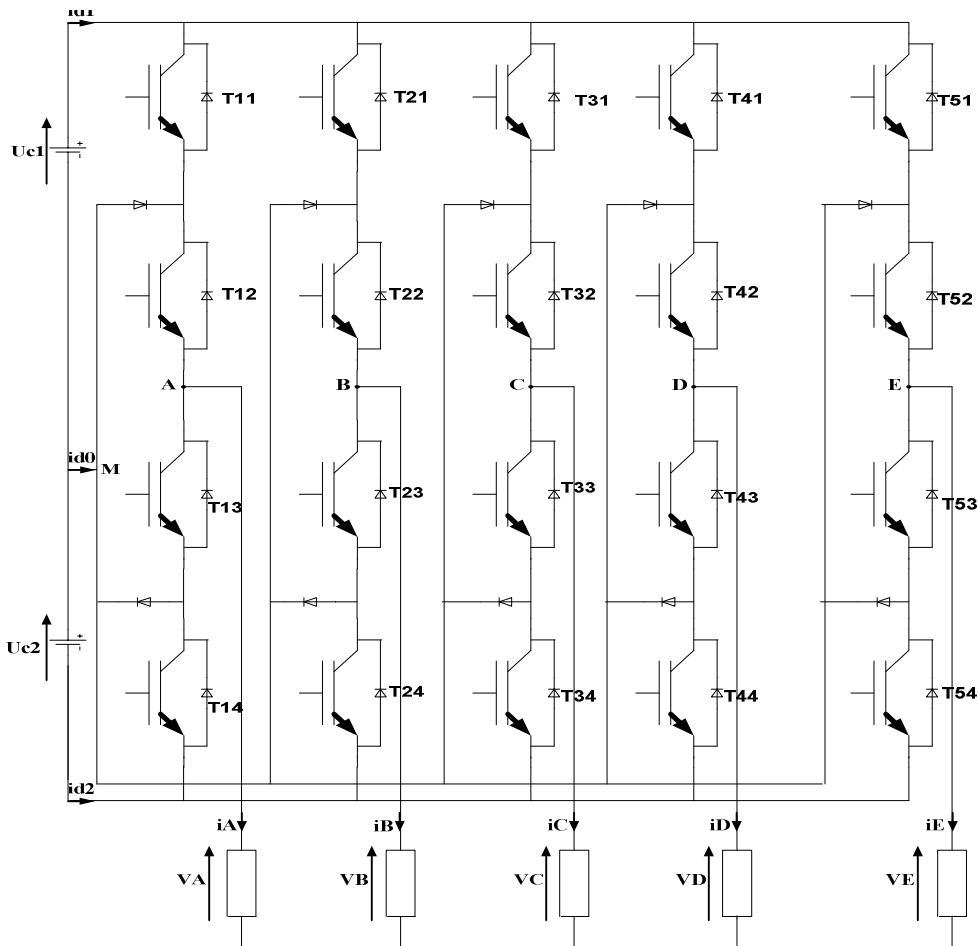 id1
T11 T21 T31 T41 T51
Uc1 + -
T12 T22 T32 T42 T52
A B C D E
id0 M
T13 T23 T33 T43 T53
Uc2 + -
T14 T24 T34 T44 T54
id2
iA iB iC iD iE
VA VB VC VD VE